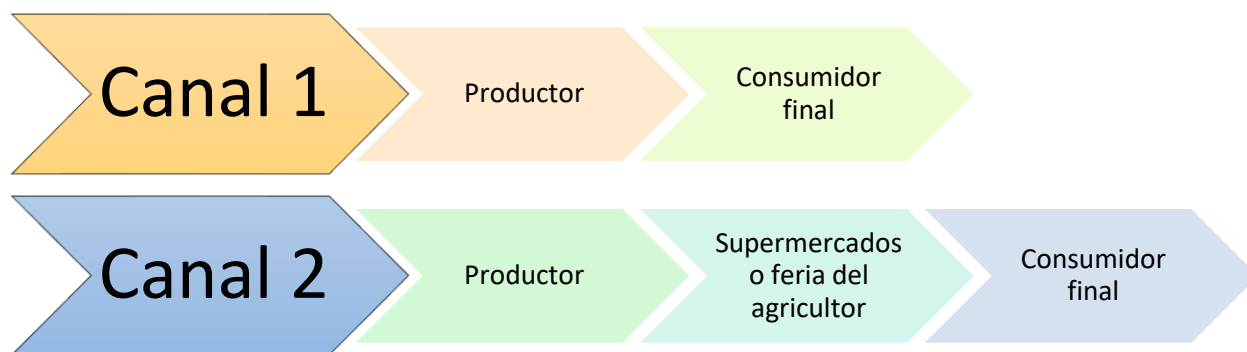 Canal 1
Productor
Consumidor
final
Canal 2
Productor
Supermercados
o feria del
agricultor
Consumidor
final